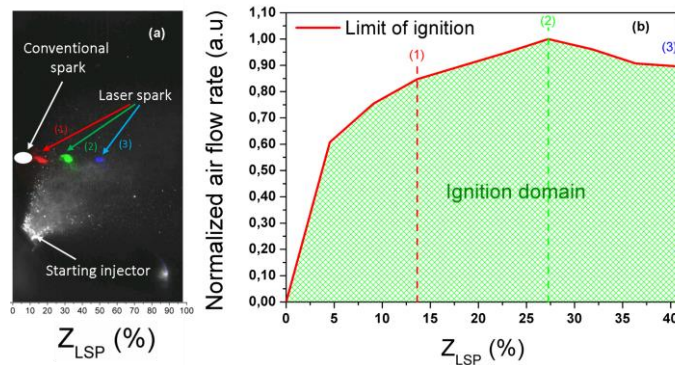 (a)
Conventional
spark
Laser spark
(1)
(2)
(3)
Starting injector
0 10 20 30 40 50 60 70 80 90 100
Z_LSP (%)
Normalized air flow rate (a.u)
1,10
1,00
0,90
0,80
0,70
0,60
0,50
0,40
0,30
0,20
0,10
0,00
Limit of ignition
(2)
(b)
(1)
(3)
Ignition domain
0 5 10 15 20 25 30 35 40
Z_LSP (%)